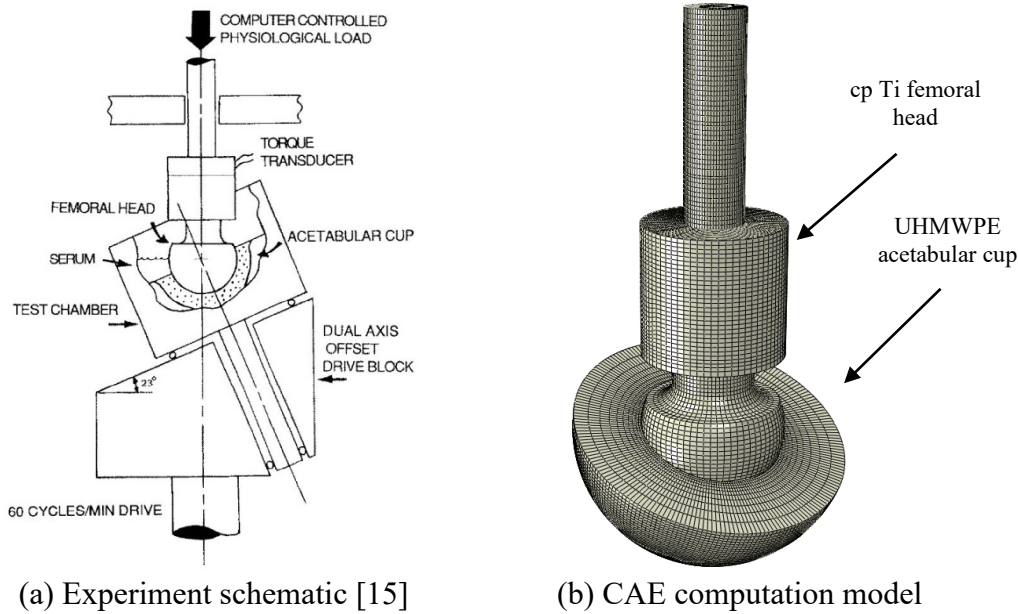 COMPUTER CONTROLLED
PHYSIOLOGICAL LOAD
TORQUE
TRANSDUCER
FEMORAL HEAD
ACETABULAR CUP
SERUM
TEST CHAMBER
DUAL AXIS
OFFSET
DRIVE BLOCK
23°
60 CYCLES/MIN DRIVE
(a) Experiment schematic [15]
cp Ti femoral
head
UHMWPE
acetabular cup
(b) CAE computation model